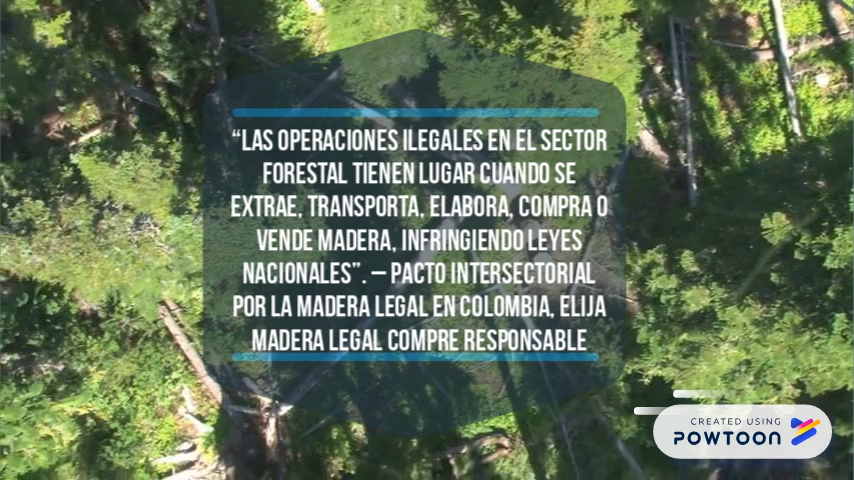 “LAS OPERACIONES ILEGALES EN EL SECTOR
FORESTAL TIENEN LUGAR CUANDO SE
EXTRAE, TRANSPORTA, ELABORA, COMPRA O
VENDE MADERA, INFRINGIENDO LEYES
NACIONALES”. – PACTO INTERSECTORIAL
POR LA MADERA LEGAL EN COLOMBIA, ELIJA
MADERA LEGAL COMPRE RESPONSABLE
CREATED USING
POWTOON